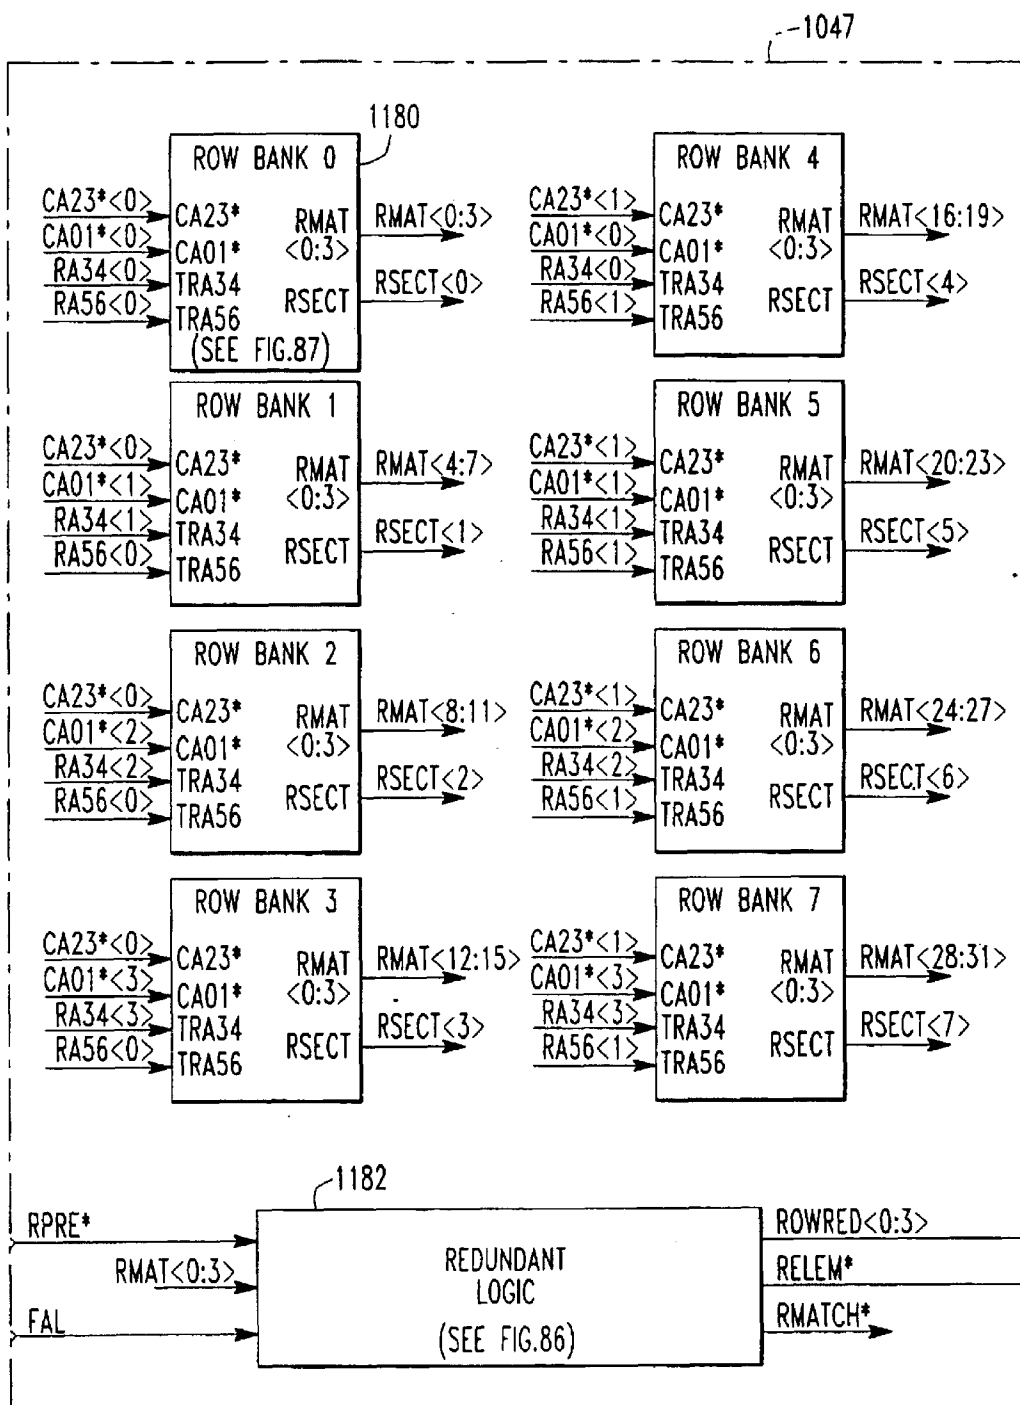 1047
1180
ROW BANK 0
CA23*<0>
CA01*<0>
RA34<0>
RA56<0>
CA23*
CA01*
TRA34
TRA56
RMAT
<0:3>
RSECT
(SEE FIG.87)
RMAT<0:3>
RSECT<0>
ROW BANK 4
CA23*<1>
CA01*<0>
RA34<0>
RA56<1>
CA23*
CA01*
TRA34
TRA56
RMAT
<0:3>
RSECT
RMAT<16:19>
RSECT<4>
ROW BANK 1
CA23*<0>
CA01*<1>
RA34<1>
RA56<0>
CA23*
CA01*
TRA34
TRA56
RMAT
<0:3>
RSECT
RMAT<4:7>
RSECT<1>
ROW BANK 5
CA23*<1>
CA01*<1>
RA34<1>
RA56<1>
CA23*
CA01*
TRA34
TRA56
RMAT
<0:3>
RSECT
RMAT<20:23>
RSECT<5>
ROW BANK 2
CA23*<0>
CA01*<2>
RA34<2>
RA56<0>
CA23*
CA01*
TRA34
TRA56
RMAT
<0:3>
RSECT
RMAT<8:11>
RSECT<2>
ROW BANK 6
CA23*<1>
CA01*<2>
RA34<2>
RA56<1>
CA23*
CA01*
TRA34
TRA56
RMAT
<0:3>
RSECT
RMAT<24:27>
RSECT<6>
ROW BANK 3
CA23*<0>
CA01*<3>
RA34<3>
RA56<0>
CA23*
CA01*
TRA34
TRA56
RMAT
<0:3>
RSECT
RMAT<12:15>
RSECT<3>
ROW BANK 7
CA23*<1>
CA01*<3>
RA34<3>
RA56<1>
CA23*
CA01*
TRA34
TRA56
RMAT
<0:3>
RSECT
RMAT<28:31>
RSECT<7>
1182
RPRE*
RMAT<0:3>
FAL
REDUNDANT
LOGIC
(SEE FIG.86)
ROWRED<0:3>
RELEM*
RMATCH*